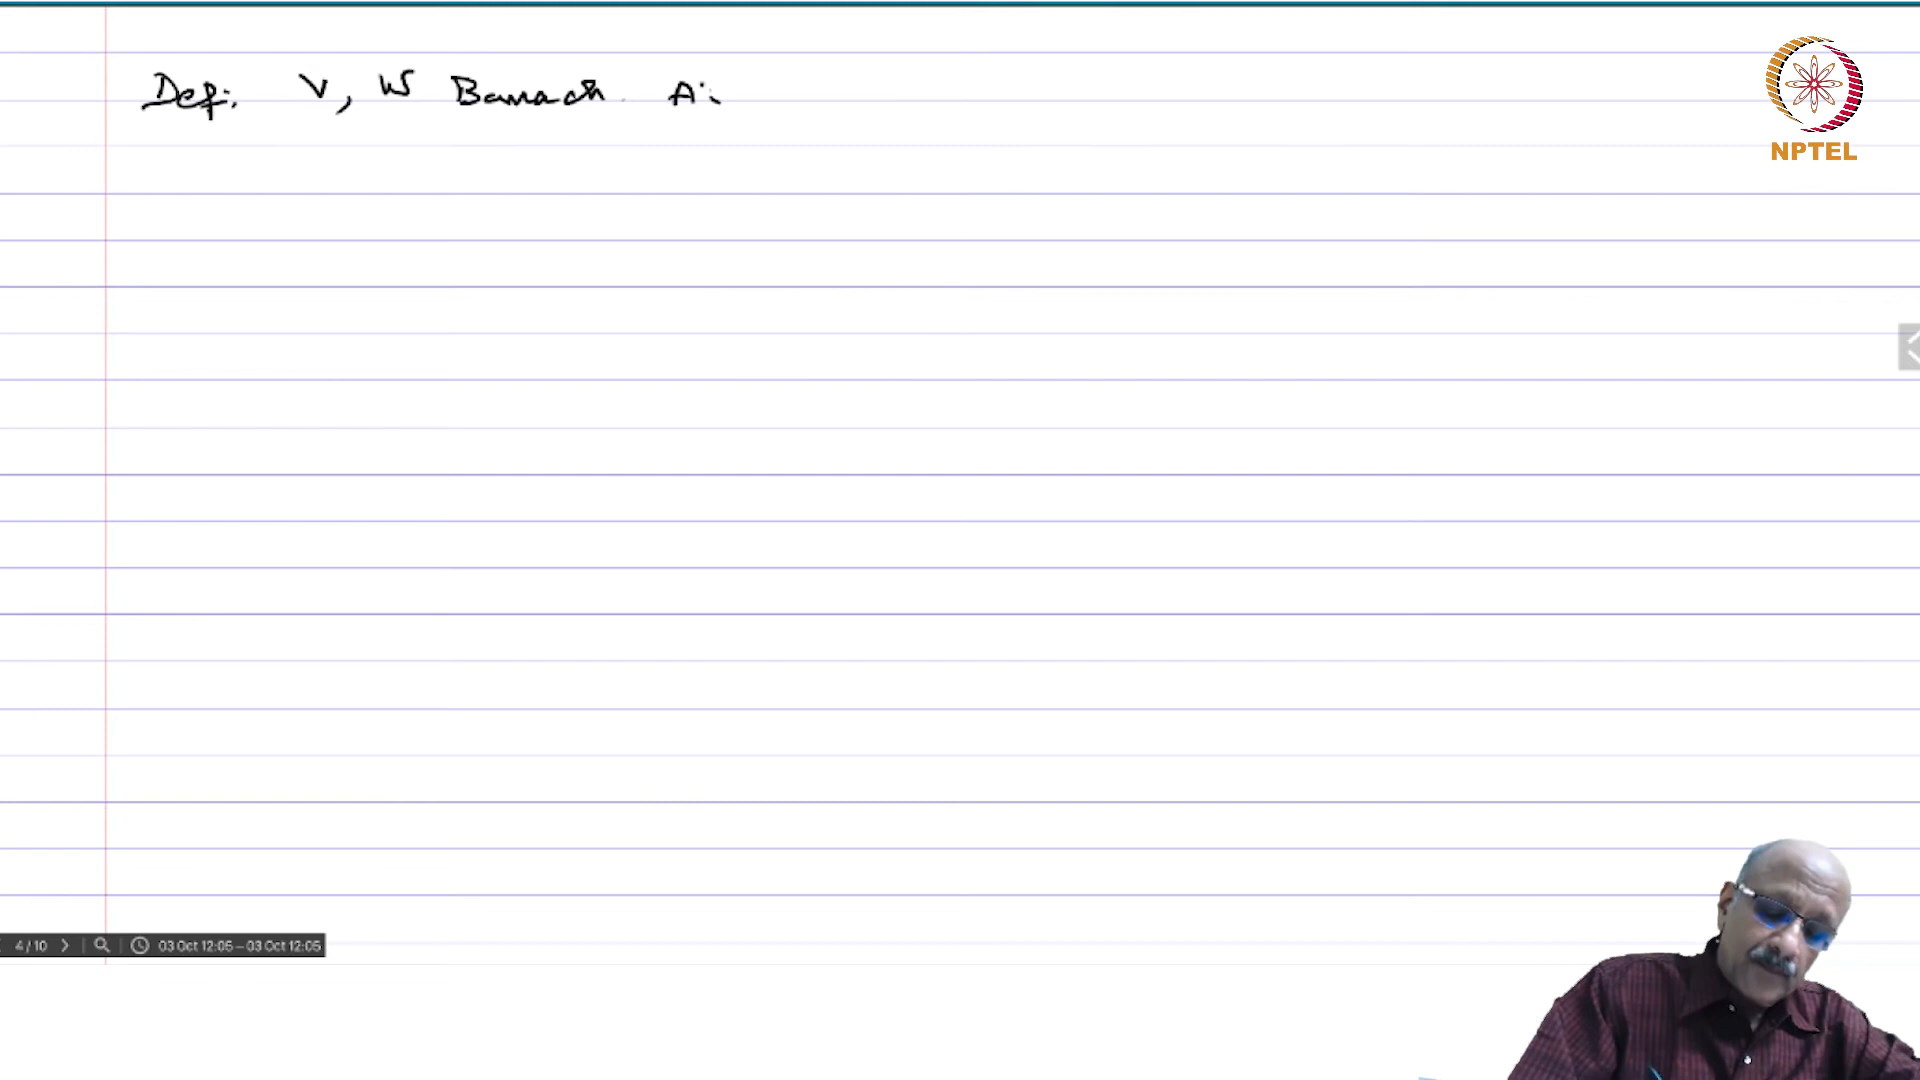 Def: V, W Banach. A:
NPTEL
4/10 03 Oct 12:05 – 03 Oct 12:05